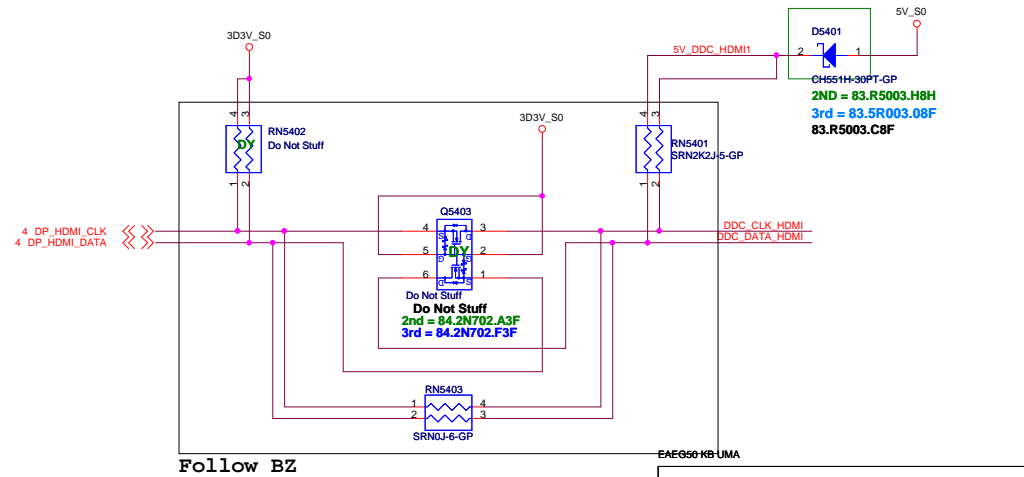 5V_S0
3D3V_S0
D5401
5V_DDC_HDMI1
2
1
CH551H-30PT-GP
2ND = 83.R5003.H8H
3rd = 83.5R003.08F
83.R5003.C8F
4
3
3D3V_S0
4
3
RN5402
DY
Do Not Stuff
RN5401
SRN2K2J-5-GP
1
2
1
2
Q5403
4 DP_HDMI_CLK
4
3
DDC_CLK_HDMI
4 DP_HDMI_DATA
DDC_DATA_HDMI
S
D
5
2
G
G
DY
6
1
D
S
Do Not Stuff
Do Not Stuff
2nd = 84.2N702.A3F
3rd = 84.2N702.F3F
RN5403
1
4
2
3
SRN0J-6-GP
EAEG50 KB UMA
Follow BZ